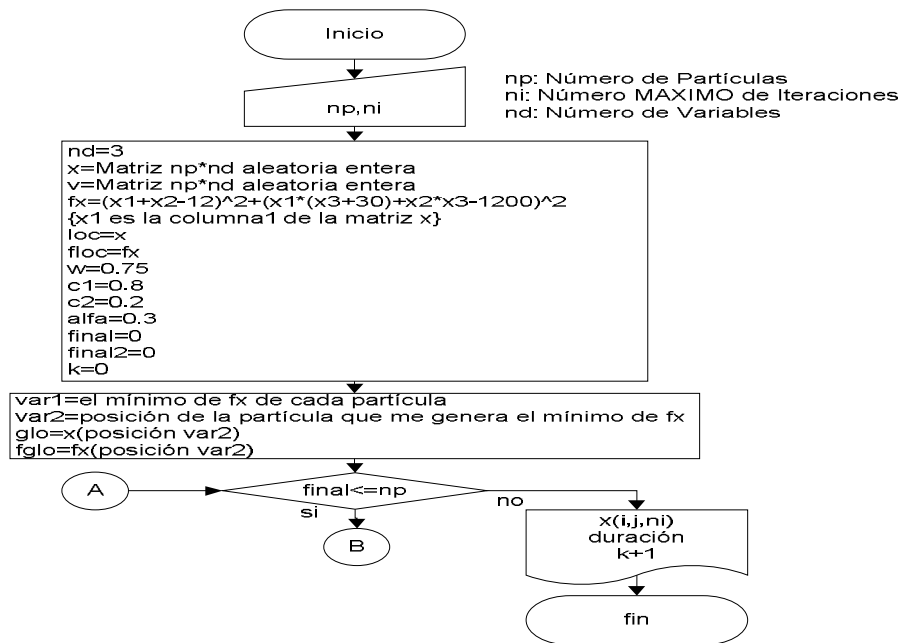 Inicio
np,ni
np: Número de Partículas
ni: Número MAXIMO de Iteraciones
nd: Número de Variables
nd=3
x=Matriz np*nd aleatoria entera
v=Matriz np*nd aleatoria entera
fx=(x1+x2-12)^2+(x1*(x3+30)+x2*x3-1200)^2
{x1 es la columna1 de la matriz x}
loc=x
floc=fx
w=0.75
c1=0.8
c2=0.2
alfa=0.3
final=0
final2=0
k=0
var1=el mínimo de fx de cada partícula
var2=posición de la partícula que me genera el mínimo de fx
glo=x(posición var2)
fglo=fx(posición var2)
A
final<=np
no
si
B
x(i,j,ni)
duración
k+1
fin